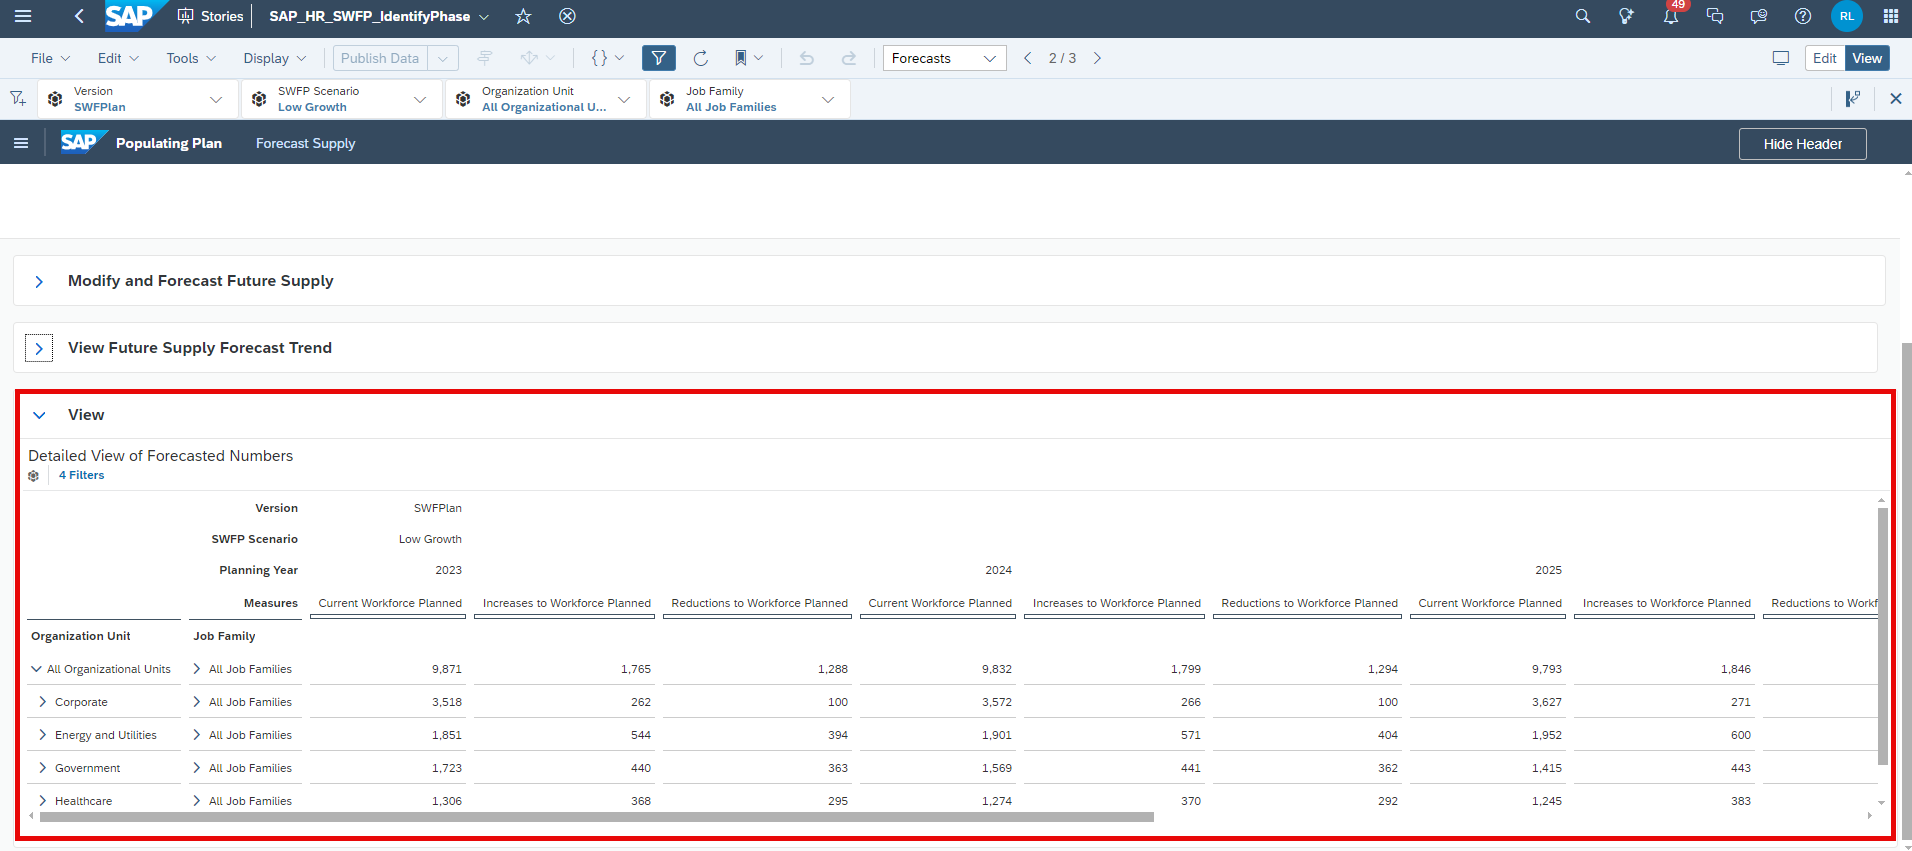 SAP Stories SAP_HR_SWFP_IdentifyPhase 49 RL
File Edit Tools Display Publish Data {} Forecasts 2 / 3 Edit View
Version SWFP Scenario Organization Unit Job Family
SWFPlan Low Growth All Organizational U... All Job Families
SAP Populating Plan Forecast Supply Hide Header
Modify and Forecast Future Supply
View Future Supply Forecast Trend
View
Detailed View of Forecasted Numbers
4 Filters
Version SWFPlan
SWFP Scenario Low Growth
Planning Year 2023 2024 2025
Measures Current Workforce Planned Increases to Workforce Planned Reductions to Workforce Planned Current Workforce Planned Increases to Workforce Planned Reductions to Workforce Planned Current Workforce Planned Increases to Workforce Planned Reductions to Workf
Organization Unit Job Family
All Organizational Units All Job Families 9,871 1,765 1,288 9,832 1,799 1,294 9,793 1,846
Corporate All Job Families 3,518 262 100 3,572 266 100 3,627 271
Energy and Utilities All Job Families 1,851 544 394 1,901 571 404 1,952 600
Government All Job Families 1,723 440 363 1,569 441 362 1,415 443
Healthcare All Job Families 1,306 368 295 1,274 370 292 1,245 383